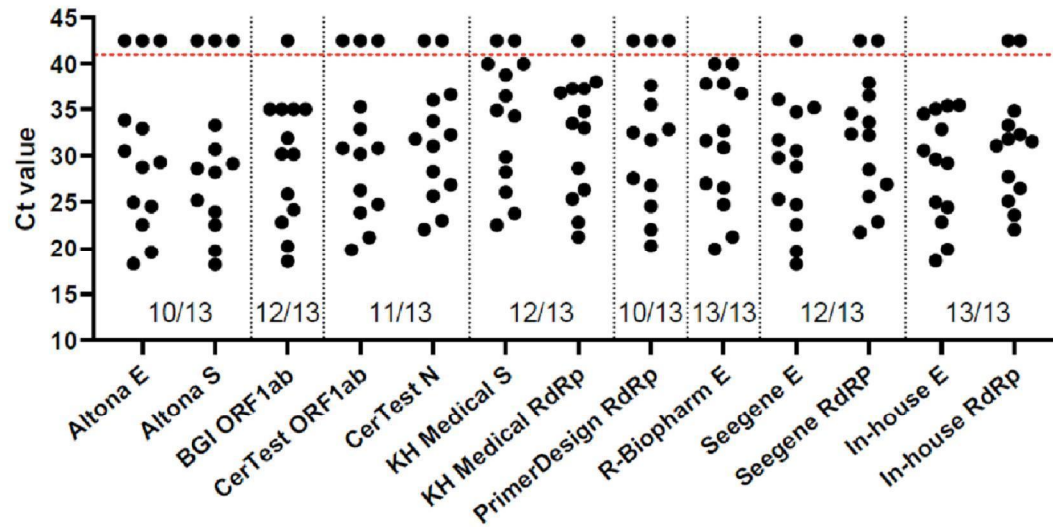 45
40
35
30
25
20
15
10
Ct value
10/13
12/13
11/13
12/13
10/13
13/13
12/13
13/13
Altona E
Altona S
BGI ORF1ab
CerTest ORF1ab
CerTest N
KH Medical S
KH Medical RdRp
PrimerDesign RdRp
R-Biopharm E
Seegene E
Seegene RdRP
In-house E
In-house RdRp